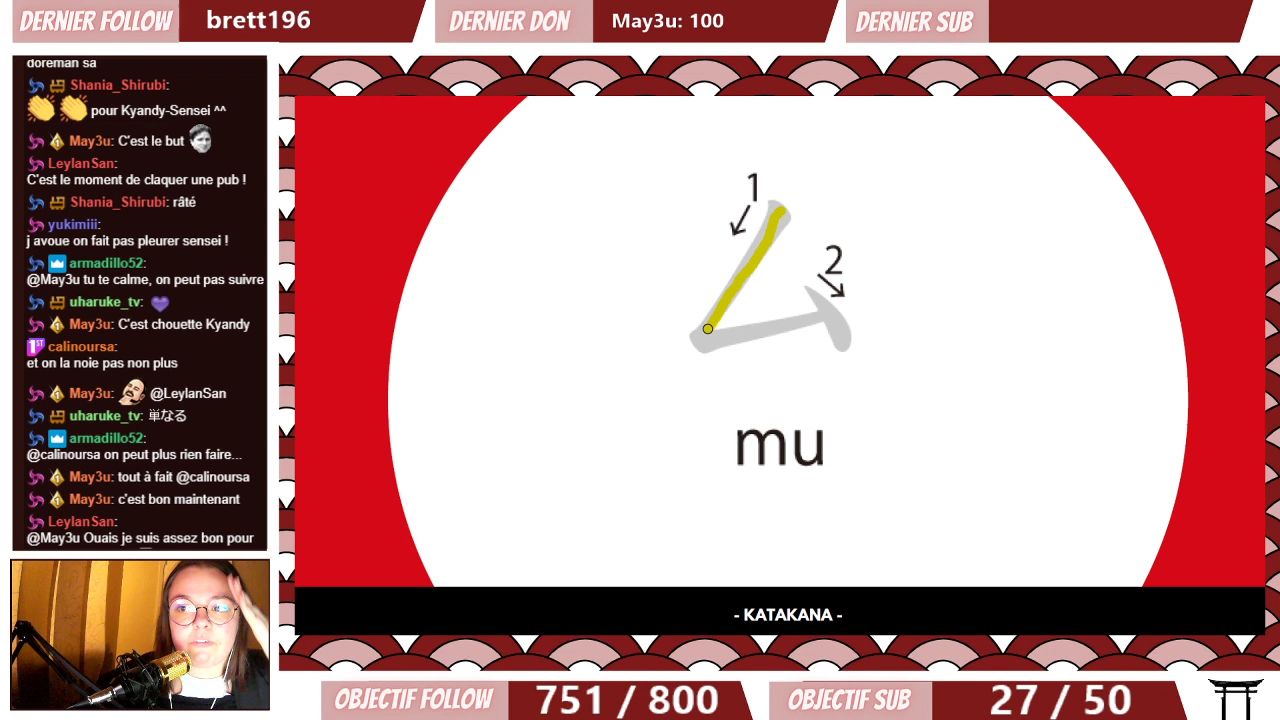 DERNIER FOLLOW
brett196
DERNIER DON
May3u: 100
DERNIER SUB
doreman sa
Shania_Shirubi:
pour Kyandy-Sensei ^^
May3u: C'est le but
LeylanSan:
C'est le moment de claquer une pub !
Shania_Shirubi: râté
yukimiii:
j avoue on fait pas pleurer sensei !
armadillo52:
@May3u tu te calme, on peut pas suivre
uharuke_tv:
May3u: C'est chouette Kyandy
1ST calinoursa:
et on la noie pas non plus
May3u: @LeylanSan
uharuke_tv: 単なる
armadillo52:
@calinoursa on peut plus rien faire...
May3u: tout à fait @calinoursa
May3u: c'est bon maintenant
LeylanSan:
@May3u Ouais je suis assez bon pour
1
2
ム
mu
- KATAKANA -
OBJECTIF FOLLOW
751 / 800
OBJECTIF SUB
27 / 50